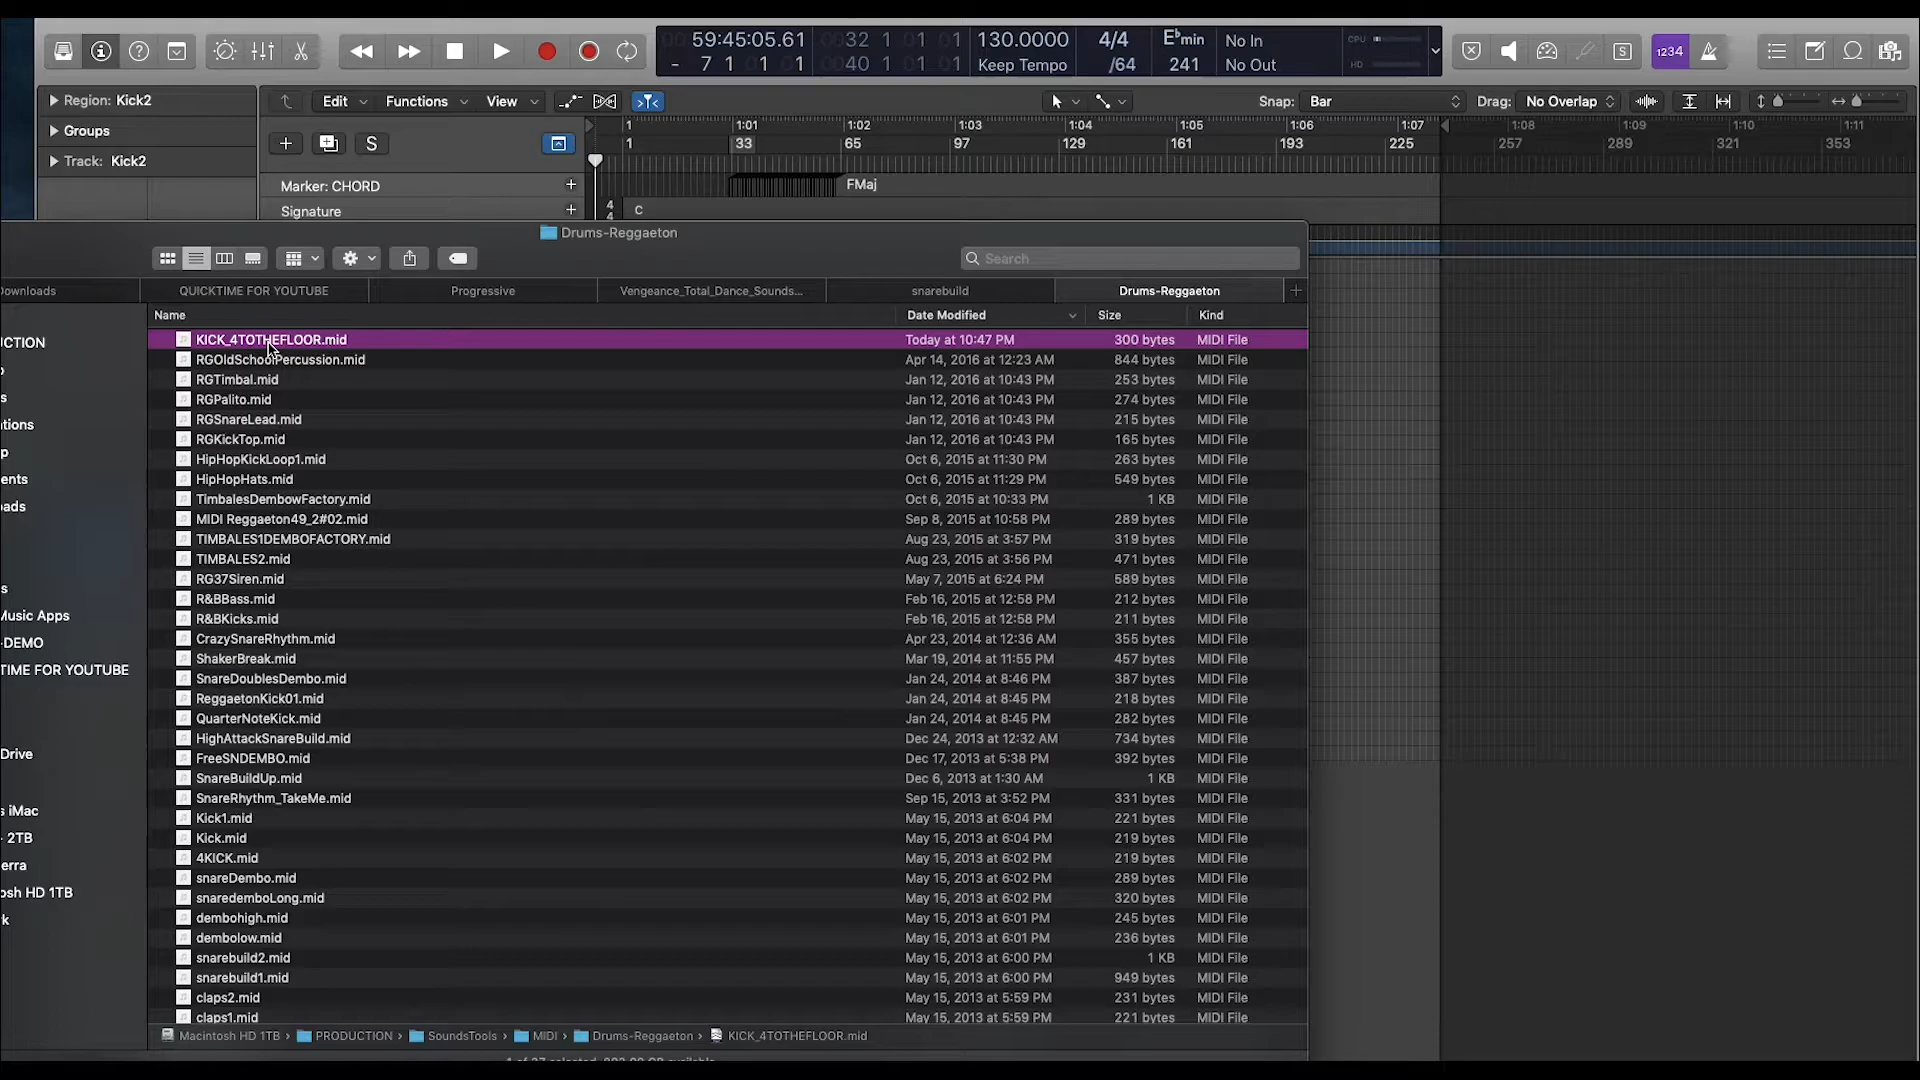 59:45:05.61
- 7 1 01 01
0032 1 01 01
0040 1 01 01
130.0000
Keep Tempo
4/4
/64
E♭min
241
No In
No Out
CPU
HD
1234
S
Region: Kick2
Groups
Track: Kick2
Edit Functions View
Snap: Bar
Drag: No Overlap
S
1 1:01 1:02 1:03 1:04 1:05 1:06 1:07 1:08 1:09 1:10 1:11
1 33 65 97 129 161 193 225 257 289 321 353
Marker: CHORD
FMaj
Signature
4
4
C
Drums-Reggaeton
Search
ownloads QUICKTIME FOR YOUTUBE Progressive Vengeance_Total_Dance_Sounds... snarebuild Drums-Reggaeton
Name Date Modified Size Kind
KICK_4TOTHEFLOOR.mid Today at 10:47 PM 300 bytes MIDI File
RGOldSchoolPercussion.mid Apr 14, 2016 at 12:23 AM 844 bytes MIDI File
RGTimbal.mid Jan 12, 2016 at 10:43 PM 253 bytes MIDI File
RGPalito.mid Jan 12, 2016 at 10:43 PM 274 bytes MIDI File
RGSnareLead.mid Jan 12, 2016 at 10:43 PM 215 bytes MIDI File
RGKickTop.mid Jan 12, 2016 at 10:43 PM 165 bytes MIDI File
HipHopKickLoop1.mid Oct 6, 2015 at 11:30 PM 263 bytes MIDI File
HipHopHats.mid Oct 6, 2015 at 11:29 PM 549 bytes MIDI File
TimbalesDembowFactory.mid Oct 6, 2015 at 10:33 PM 1 KB MIDI File
MIDI Reggaeton49_2#02.mid Sep 8, 2015 at 10:58 PM 289 bytes MIDI File
TIMBALES1DEMBOFACTORY.mid Aug 23, 2015 at 3:57 PM 319 bytes MIDI File
TIMBALES2.mid Aug 23, 2015 at 3:56 PM 471 bytes MIDI File
RG37Siren.mid May 7, 2015 at 6:24 PM 589 bytes MIDI File
R&BBass.mid Feb 16, 2015 at 12:58 PM 212 bytes MIDI File
R&BKicks.mid Feb 16, 2015 at 12:58 PM 211 bytes MIDI File
CrazySnareRhythm.mid Apr 23, 2014 at 12:36 AM 355 bytes MIDI File
ShakerBreak.mid Mar 19, 2014 at 11:55 PM 457 bytes MIDI File
SnareDoublesDembo.mid Jan 24, 2014 at 8:46 PM 387 bytes MIDI File
ReggaetonKick01.mid Jan 24, 2014 at 8:45 PM 218 bytes MIDI File
QuarterNoteKick.mid Jan 24, 2014 at 8:45 PM 282 bytes MIDI File
HighAttackSnareBuild.mid Dec 24, 2013 at 12:32 AM 734 bytes MIDI File
FreeSNDEMBO.mid Dec 17, 2013 at 5:38 PM 392 bytes MIDI File
SnareBuildUp.mid Dec 6, 2013 at 1:30 AM 1 KB MIDI File
SnareRhythm_TakeMe.mid Sep 15, 2013 at 3:52 PM 331 bytes MIDI File
Kick1.mid May 15, 2013 at 6:04 PM 221 bytes MIDI File
Kick.mid May 15, 2013 at 6:04 PM 219 bytes MIDI File
4KICK.mid May 15, 2013 at 6:02 PM 219 bytes MIDI File
snareDembo.mid May 15, 2013 at 6:02 PM 289 bytes MIDI File
snaredemboLong.mid May 15, 2013 at 6:02 PM 320 bytes MIDI File
dembohigh.mid May 15, 2013 at 6:01 PM 245 bytes MIDI File
dembolow.mid May 15, 2013 at 6:01 PM 236 bytes MIDI File
snarebuild2.mid May 15, 2013 at 6:00 PM 1 KB MIDI File
snarebuild1.mid May 15, 2013 at 6:00 PM 949 bytes MIDI File
claps2.mid May 15, 2013 at 5:59 PM 231 bytes MIDI File
claps1.mid May 15, 2013 at 5:59 PM 221 bytes MIDI File
UCTION
p
s
ations
p
ents
oads
s
Music Apps
-DEMO
TIME FOR YOUTUBE
Drive
s iMac
- 2TB
erra
osh HD 1TB
k
Macintosh HD 1TB › PRODUCTION › SoundsTools › MIDI › Drums-Reggaeton › KICK_4TOTHEFLOOR.mid